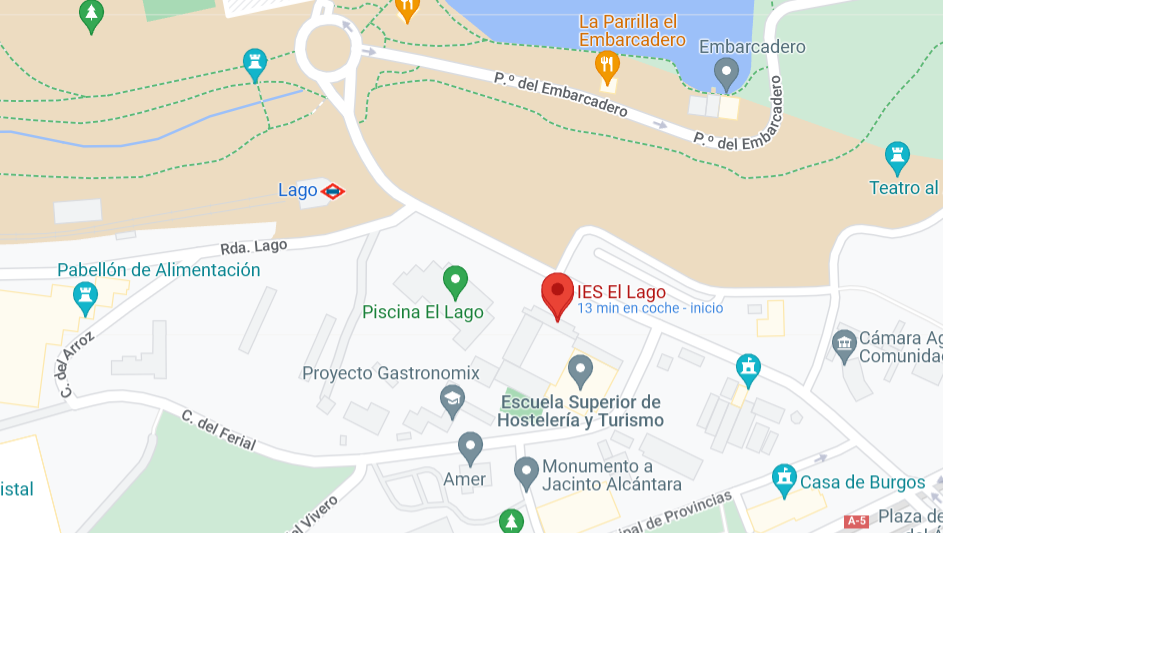 La Parrilla el
Embarcadero
Embarcadero
P.º del Embarcadero
P.º del Embarcadero
Teatro al
Lago
Rda. Lago
Pabellón de Alimentación
IES El Lago
13 min en coche - inicio
Piscina El Lago
Cámara Ag
Comunidad
C. del Arroz
Proyecto Gastronomix
Escuela Superior de
Hostelería y Turismo
C. del Ferial
Monumento a
Jacinto Alcántara
Amer
Casa de Burgos
istal
al Vivero
ipal de Provincias
A-5
Plaza de